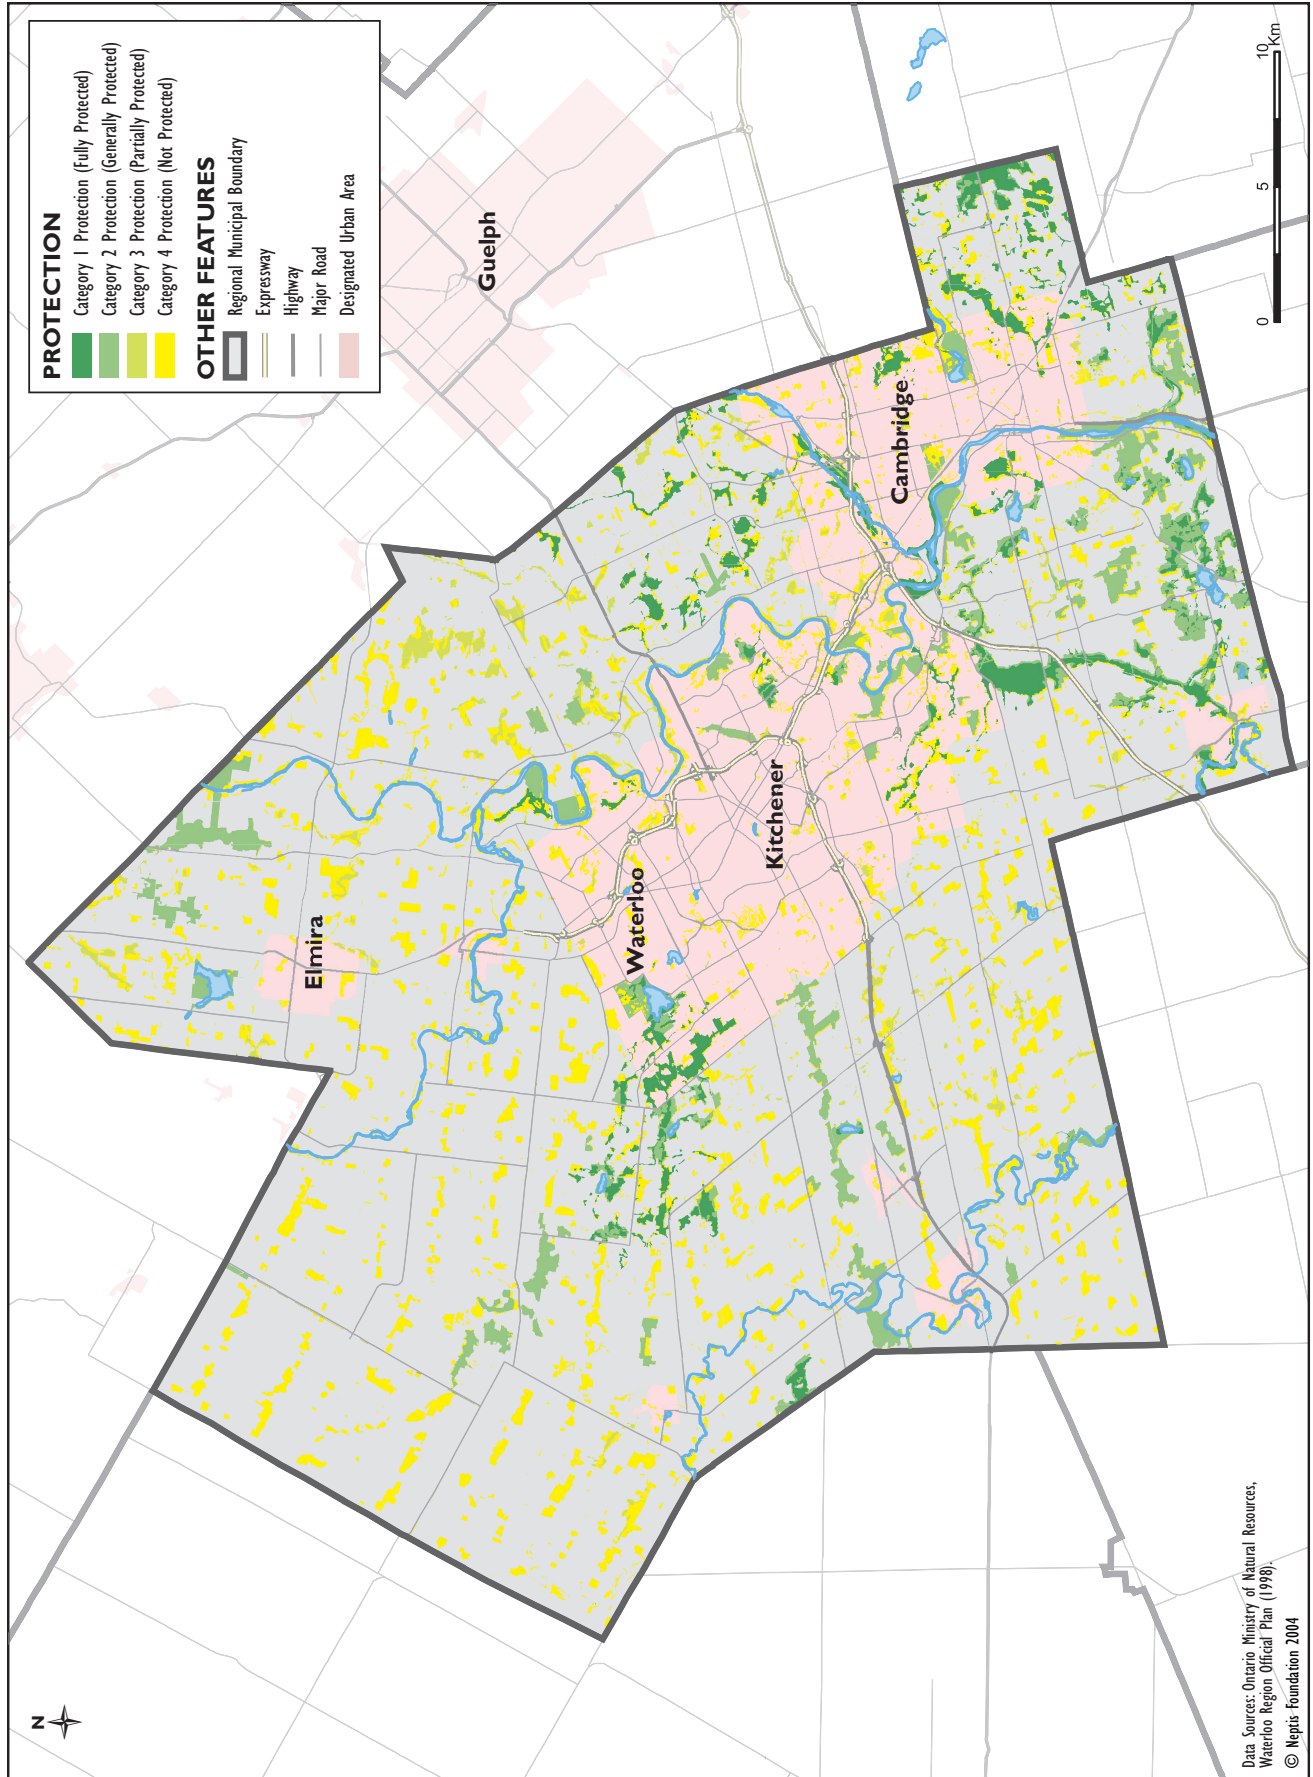 PROTECTION
Category 1 Protection (Fully Protected)
Category 2 Protection (Generally Protected)
Category 3 Protection (Partially Protected)
Category 4 Protection (Not Protected)
OTHER FEATURES
Regional Municipal Boundary
Expressway
Highway
Major Road
Designated Urban Area
N
Guelph
Elmira
Waterloo
Kitchener
Cambridge
0 5 10
Km
Data Sources: Ontario Ministry of Natural Resources,
Waterloo Region Official Plan (1998).
© Neptis Foundation 2004